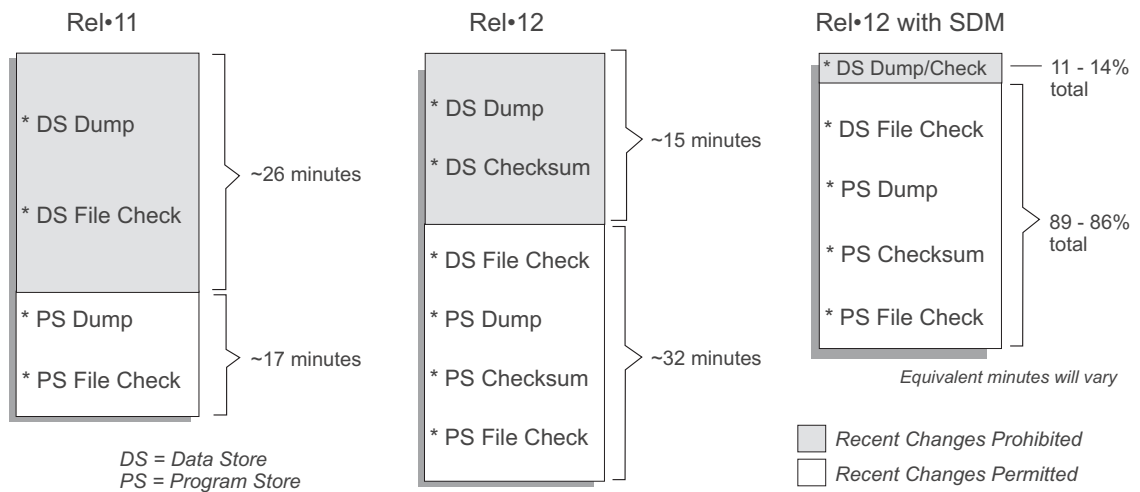 Rel•11
* DS Dump
* DS File Check
~26 minutes
* PS Dump
* PS File Check
~17 minutes
DS = Data Store
PS = Program Store
Rel•12
* DS Dump
* DS Checksum
~15 minutes
* DS File Check
* PS Dump
* PS Checksum
* PS File Check
~32 minutes
Rel•12 with SDM
* DS Dump/Check
11 - 14%
total
* DS File Check
* PS Dump
* PS Checksum
* PS File Check
89 - 86%
total
Equivalent minutes will vary
Recent Changes Prohibited
Recent Changes Permitted